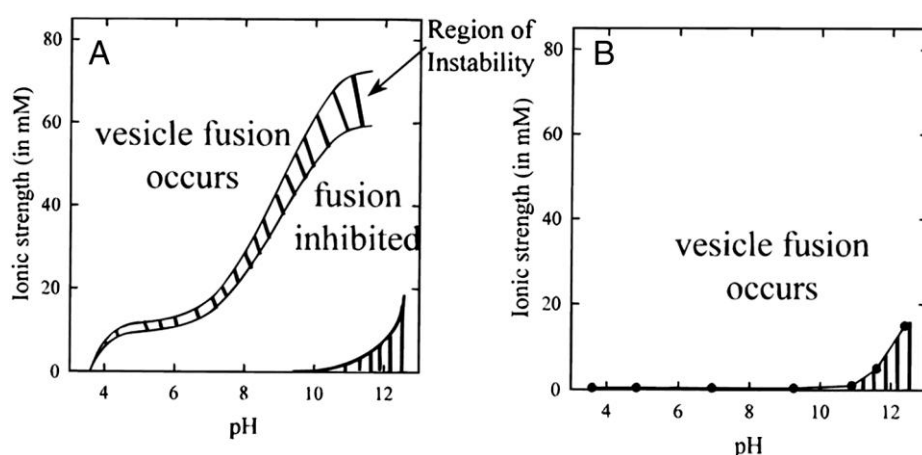 A
80
60
40
20
0
Ionic strength (in mM)
vesicle fusion
occurs
Region of
Instability
fusion
inhibited
4
6
8
10
12
pH
B
80
60
40
20
0
Ionic strength (in mM)
vesicle fusion
occurs
4
6
8
10
12
pH